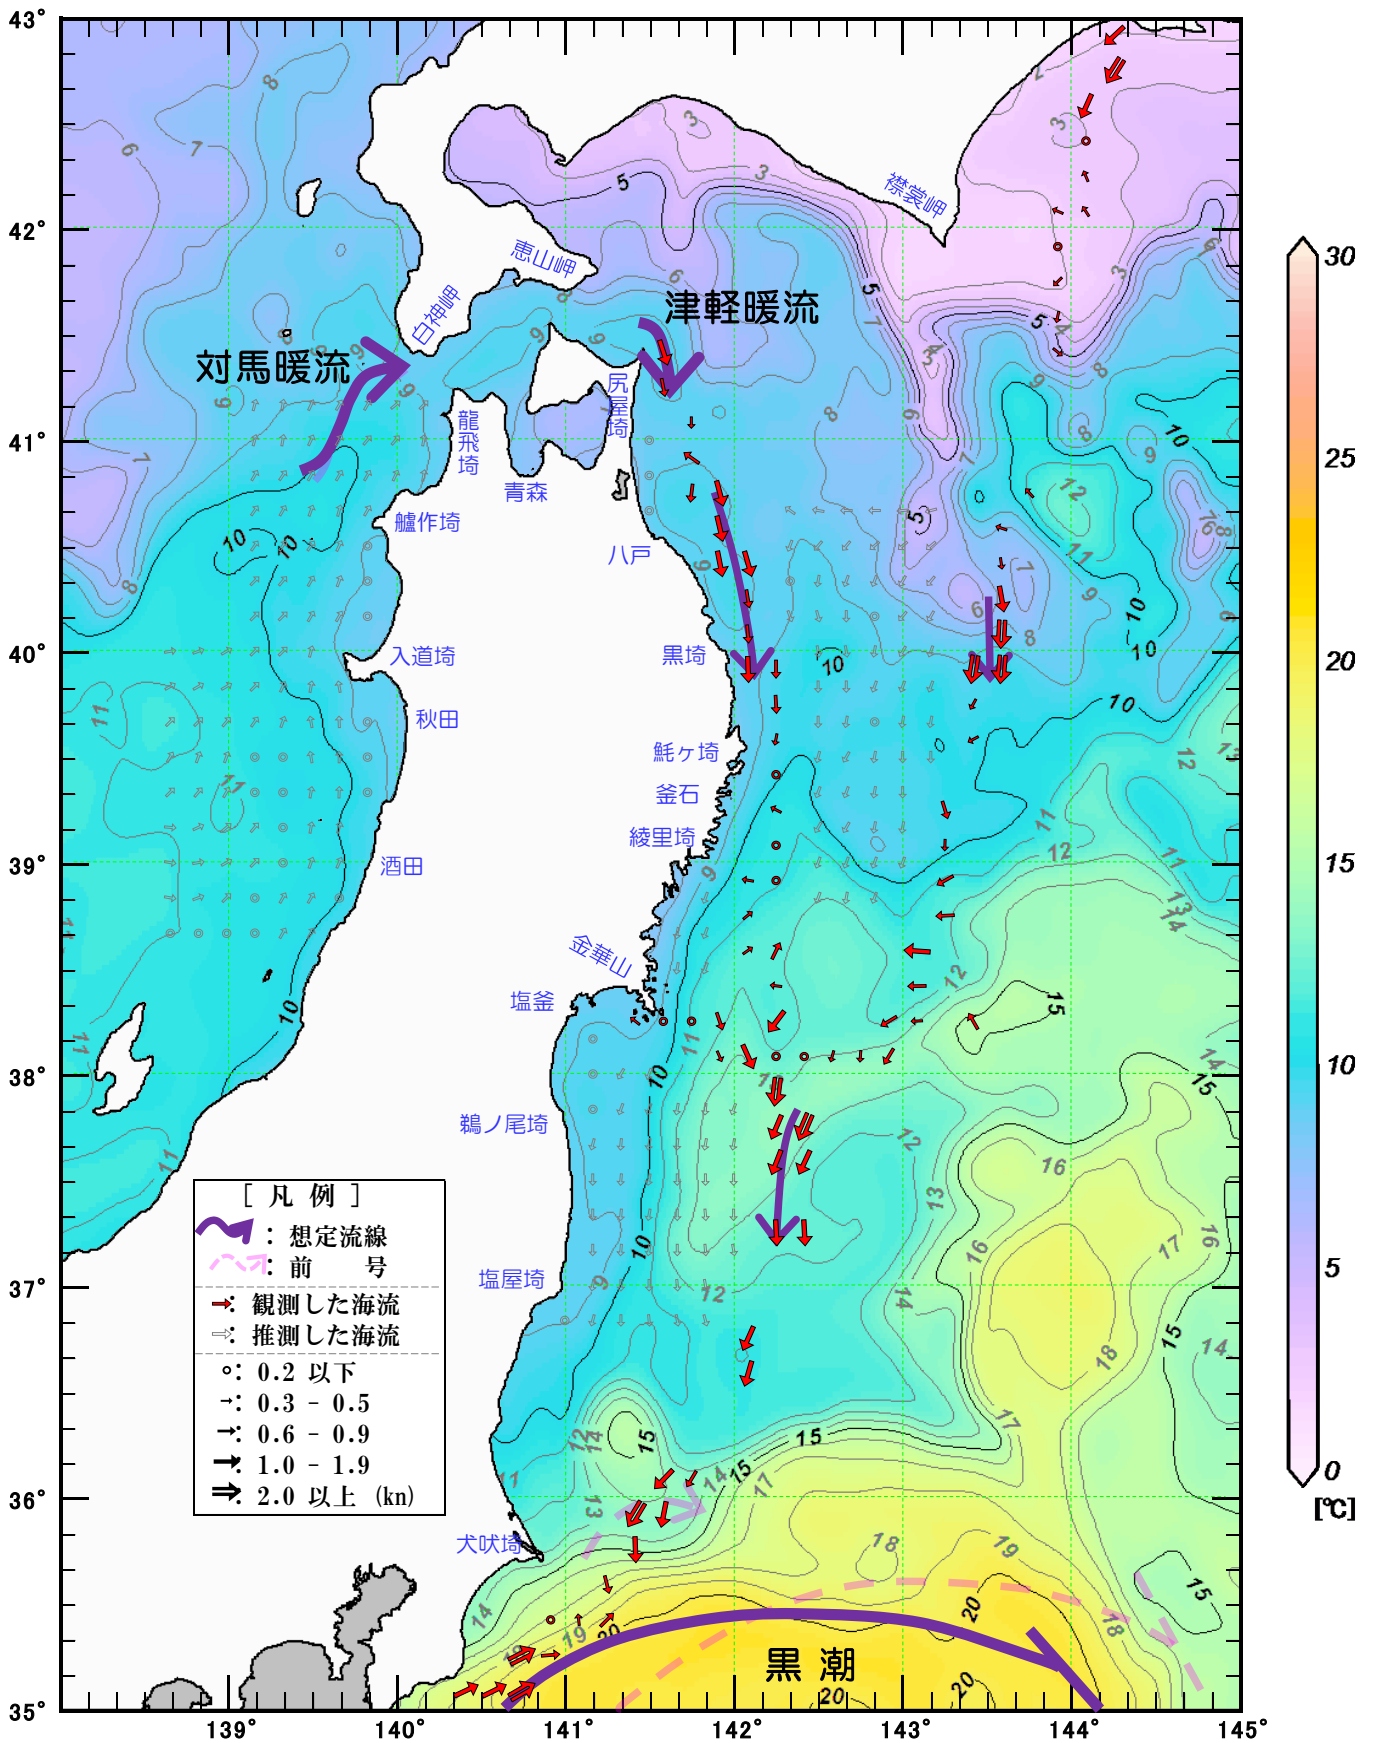 43°
42°
41°
40°
39°
38°
37°
36°
35°
139°
140°
141°
142°
143°
144°
145°
襟裳岬
恵山岬
白神岬
津軽暖流
対馬暖流
尻屋埼
龍飛埼
青森
艫作埼
八戸
入道埼
黒埼
秋田
魹ヶ埼
釜石
綾里埼
酒田
金華山
塩釜
鵜ノ尾埼
塩屋埼
犬吠埼
黒潮
[ 凡 例 ]
: 想定流線
: 前 号
: 観測した海流
: 推測した海流
: 0.2 以下
: 0.3 - 0.5
: 0.6 - 0.9
: 1.0 - 1.9
: 2.0 以上 (kn)
30
25
20
15
10
5
0
[℃]